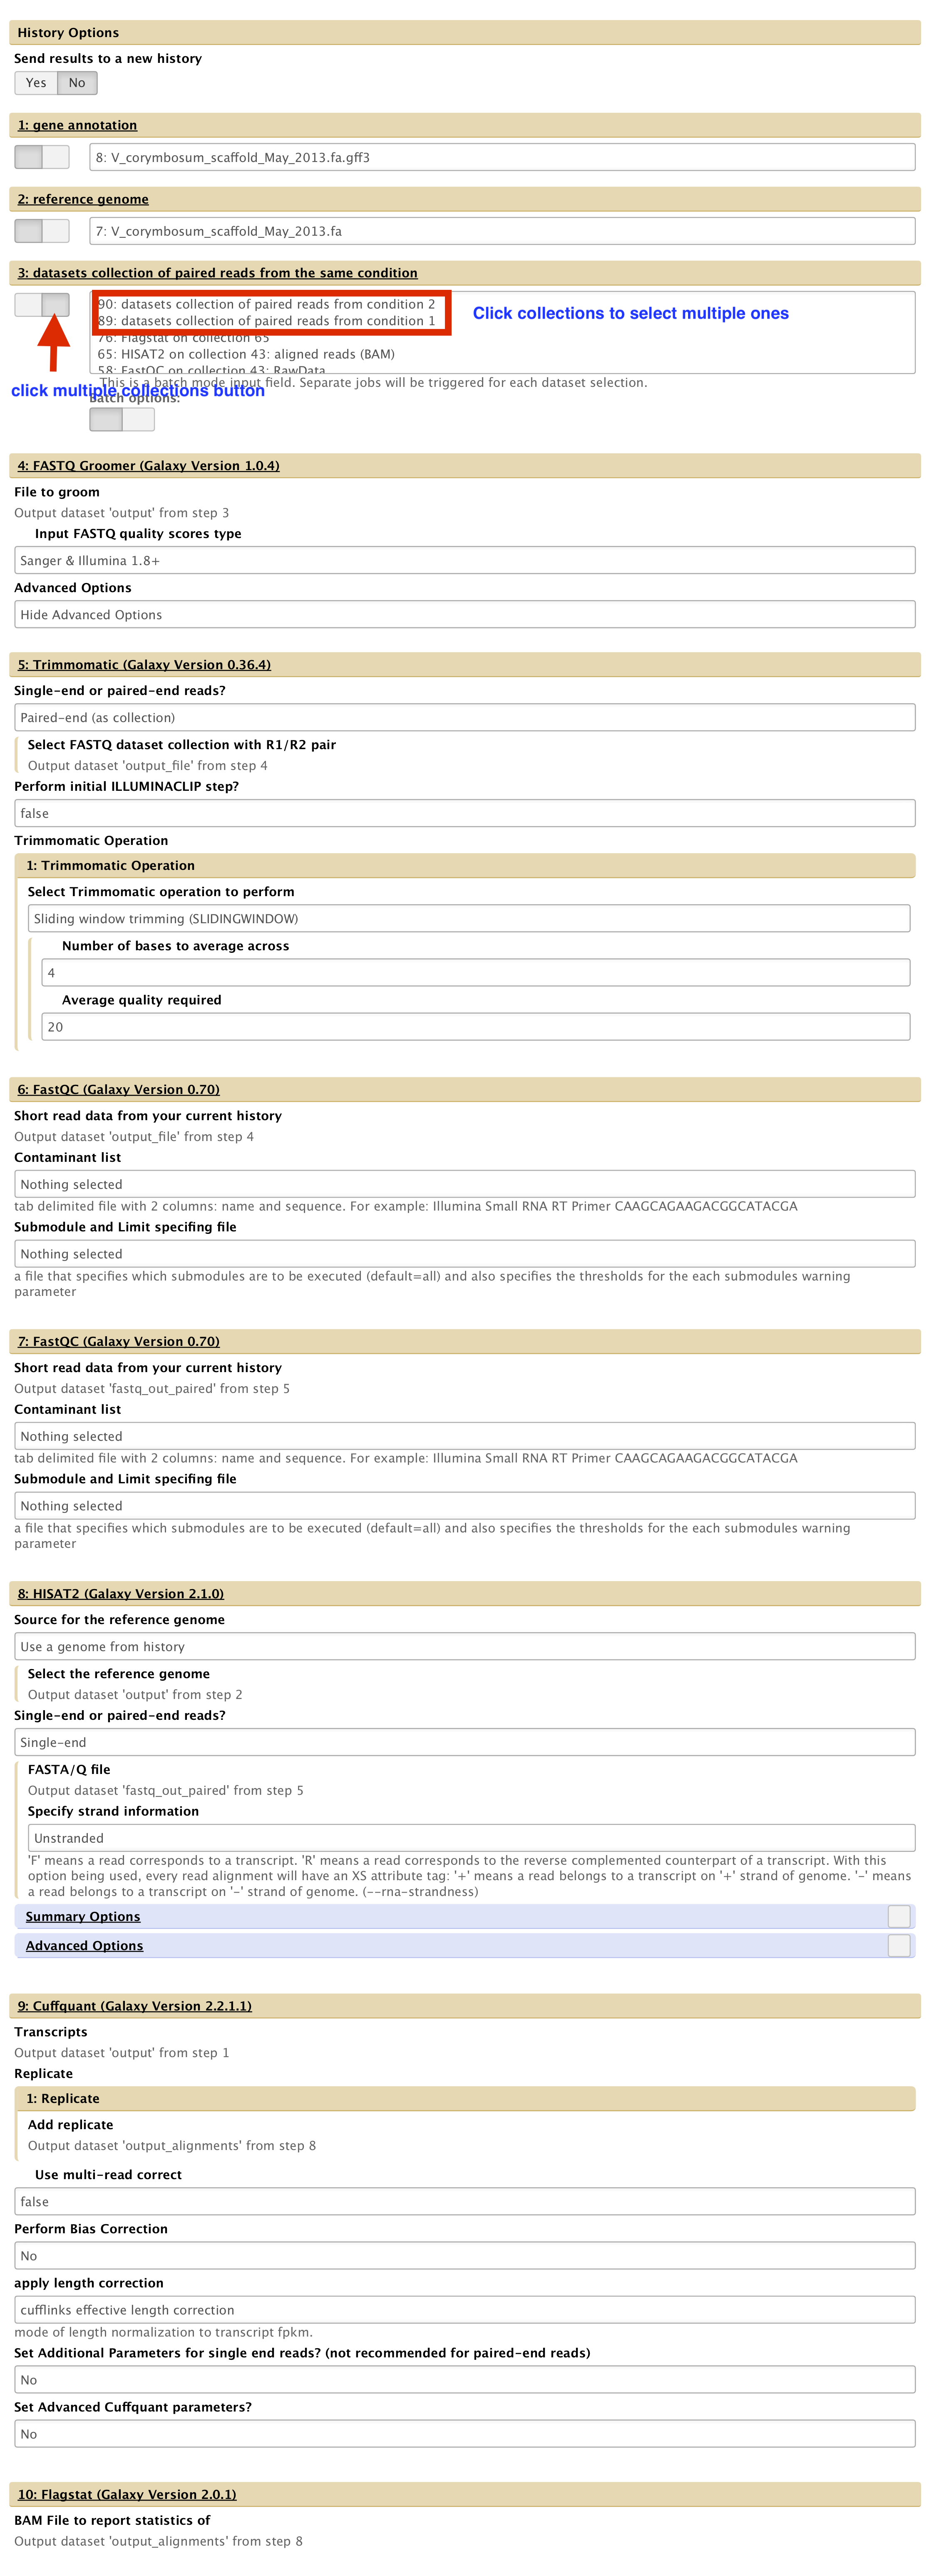 History Options
Send results to a new history
Yes No
1: gene annotation
8: V_corymbosum_scaffold_May_2013.fa.gff3
2: reference genome
7: V_corymbosum_scaffold_May_2013.fa
3: datasets collection of paired reads from the same condition
90: datasets collection of paired reads from condition 2
89: datasets collection of paired reads from condition 1
Click collections to select multiple ones
76: Flagstat on collection 65
65: HISAT2 on collection 43: aligned reads (BAM)
58: FastQC on collection 43: RawData
This is a batch mode input field. Separate jobs will be triggered for each dataset selection.
click multiple collections button
Batch options:
4: FASTQ Groomer (Galaxy Version 1.0.4)
File to groom
Output dataset 'output' from step 3
Input FASTQ quality scores type
Sanger & Illumina 1.8+
Advanced Options
Hide Advanced Options
5: Trimmomatic (Galaxy Version 0.36.4)
Single-end or paired-end reads?
Paired-end (as collection)
Select FASTQ dataset collection with R1/R2 pair
Output dataset 'output_file' from step 4
Perform initial ILLUMINACLIP step?
false
Trimmomatic Operation
1: Trimmomatic Operation
Select Trimmomatic operation to perform
Sliding window trimming (SLIDINGWINDOW)
Number of bases to average across
4
Average quality required
20
6: FastQC (Galaxy Version 0.70)
Short read data from your current history
Output dataset 'output_file' from step 4
Contaminant list
Nothing selected
tab delimited file with 2 columns: name and sequence. For example: Illumina Small RNA RT Primer CAAGCAGAAGACGGCATACGA
Submodule and Limit specifing file
Nothing selected
a file that specifies which submodules are to be executed (default=all) and also specifies the thresholds for the each submodules warning
parameter
7: FastQC (Galaxy Version 0.70)
Short read data from your current history
Output dataset 'fastq_out_paired' from step 5
Contaminant list
Nothing selected
tab delimited file with 2 columns: name and sequence. For example: Illumina Small RNA RT Primer CAAGCAGAAGACGGCATACGA
Submodule and Limit specifing file
Nothing selected
a file that specifies which submodules are to be executed (default=all) and also specifies the thresholds for the each submodules warning
parameter
8: HISAT2 (Galaxy Version 2.1.0)
Source for the reference genome
Use a genome from history
Select the reference genome
Output dataset 'output' from step 2
Single-end or paired-end reads?
Single-end
FASTA/Q file
Output dataset 'fastq_out_paired' from step 5
Specify strand information
Unstranded
'F' means a read corresponds to a transcript. 'R' means a read corresponds to the reverse complemented counterpart of a transcript. With this
option being used, every read alignment will have an XS attribute tag: '+' means a read belongs to a transcript on '+' strand of genome. '-' means
a read belongs to a transcript on '-' strand of genome. (--rna-strandness)
Summary Options
Advanced Options
9: Cuffquant (Galaxy Version 2.2.1.1)
Transcripts
Output dataset 'output' from step 1
Replicate
1: Replicate
Add replicate
Output dataset 'output_alignments' from step 8
Use multi-read correct
false
Perform Bias Correction
No
apply length correction
cufflinks effective length correction
mode of length normalization to transcript fpkm.
Set Additional Parameters for single end reads? (not recommended for paired-end reads)
No
Set Advanced Cuffquant parameters?
No
10: Flagstat (Galaxy Version 2.0.1)
BAM File to report statistics of
Output dataset 'output_alignments' from step 8